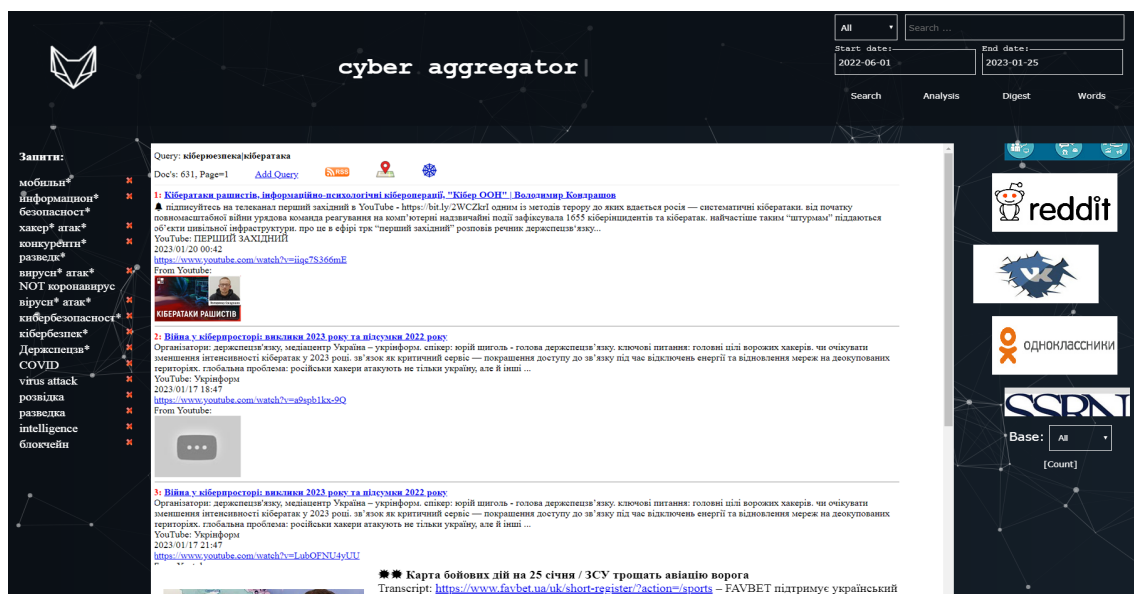 All
Search ...
Start date:
2022-06-01
End date:
2023-01-25
cyber aggregator
Search
Analysis
Digest
Words
Запити:
мобильн*
информацион*
безопасност*
хакер* атак*
конкурентн*
разведк*
вирусн* атак*
NOT коронавирус
вірусн* атак*
кибербезопасност*
кібербезпек*
Держспецзв*
COVID
virus attack
розвідка
разведка
intelligence
блокчейн
Query: кіберюезпека|кібератака
Doc's: 631, Page=1 Add Query RSS
1: Кібератаки рашистів, інформаційно-психологічні кібероперації, "Кібер ООН" | Володимир Кондрашов
підписуйтесь на телеканал перший західний в YouTube - https://bit.ly/2WCZkrI одним із методів терору до яких вдається росія — систематичні кібератаки. від початку
повномасштабної війни урядова команда реагування на комп’ютерні надзвичайні події зафіксувала 1655 кіберінцидентів та кібератак. найчастіше таким “штурмам” піддаються
об’єкти цивільної інфраструктури. про це в ефірі трк “перший західний” розповів речник держспецзв‘язку...
YouTube: ПЕРШИЙ ЗАХІДНИЙ
2023/01/20 00:42
https://www.youtube.com/watch?v=iiqc7S366mE
From Youtube:
КІБЕРАТАКИ РАШИСТІВ
2: Війна у кіберпросторі: виклики 2023 року та підсумки 2022 року
Організатори: держспецзв'язку, медіацентр Україна – укрінформ. спікер: юрій щиголь - голова держспецзв’язку. ключові питання: головні цілі ворожих хакерів. чи очікувати
зменшення інтенсивності кібератак у 2023 році. зв’язок як критичний сервіс — покращення доступу до зв’язку під час відключень енергії та відновлення мереж на деокупованих
територіях. глобальна проблема: російськи хакери атакують не тільки україну, але й інші ...
YouTube: Укрінформ
2023/01/17 18:47
https://www.youtube.com/watch?v=a9spb1kx-9Q
From Youtube:
3: Війна у кіберпросторі: виклики 2023 року та підсумки 2022 року
Організатори: держспецзв'язку, медіацентр Україна – укрінформ. спікер: юрій щиголь - голова держспецзв’язку. ключові питання: головні цілі ворожих хакерів. чи очікувати
зменшення інтенсивності кібератак у 2023 році. зв’язок як критичний сервіс — покращення доступу до зв’язку під час відключень енергії та відновлення мереж на деокупованих
територіях. глобальна проблема: російськи хакери атакують не тільки україну, але й інші ...
YouTube: Укрінформ
2023/01/17 21:47
https://www.youtube.com/watch?v=LubOFNU4yUU
Карта бойових дій на 25 січня / ЗСУ трощать авіацію ворога
Transcript: https://www.favbet.ua/uk/short-register/?action=/sports – FAVBET підтримує український
reddit
VK
одноклассники
SSRN
Base: All
[Count]